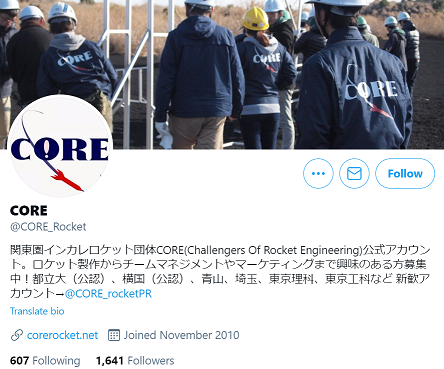 CORE
CORE
CORE
CORE
Follow
CORE
@CORE_Rocket
関東圏インカレロケット団体CORE(Challengers Of Rocket Engineering)公式アカウン
ト。ロケット製作からチームマネジメントやマーケティングまで興味のある方募集
中！都立大（公認）、横国（公認）、青山、埼玉、東京理科、東京工科など 新歓ア
カウント→@CORE_rocketPR
Translate bio
corerocket.net Joined November 2010
607 Following 1,641 Followers